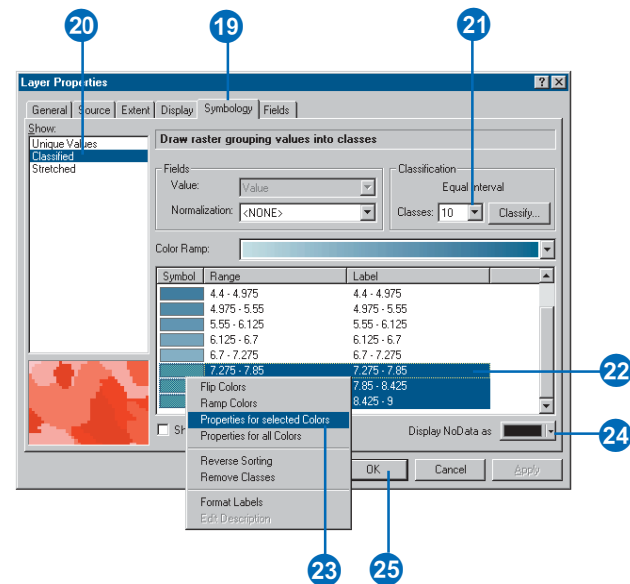 20
19
21
Layer Properties
General Source Extent Display Symbology Fields
Show:
Unique Values
Classified
Stretched
Draw raster grouping values into classes
Fields
Value: Value
Normalization: <NONE>
Classification
Equal Interval
Classes: 10 Classify...
Color Ramp:
Symbol Range Label
4.4 - 4.975 4.4 - 4.975
4.975 - 5.55 4.975 - 5.55
5.55 - 6.125 5.55 - 6.125
6.125 - 6.7 6.125 - 6.7
6.7 - 7.275 6.7 - 7.275
7.275 - 7.85 7.275 - 7.85
7.85 - 8.425
8.425 - 9
22
Flip Colors
Ramp Colors
Properties for selected Colors
Properties for all Colors
Reverse Sorting
Remove Classes
Format Labels
Edit Description
Display NoData as
24
OK Cancel Apply
23
25